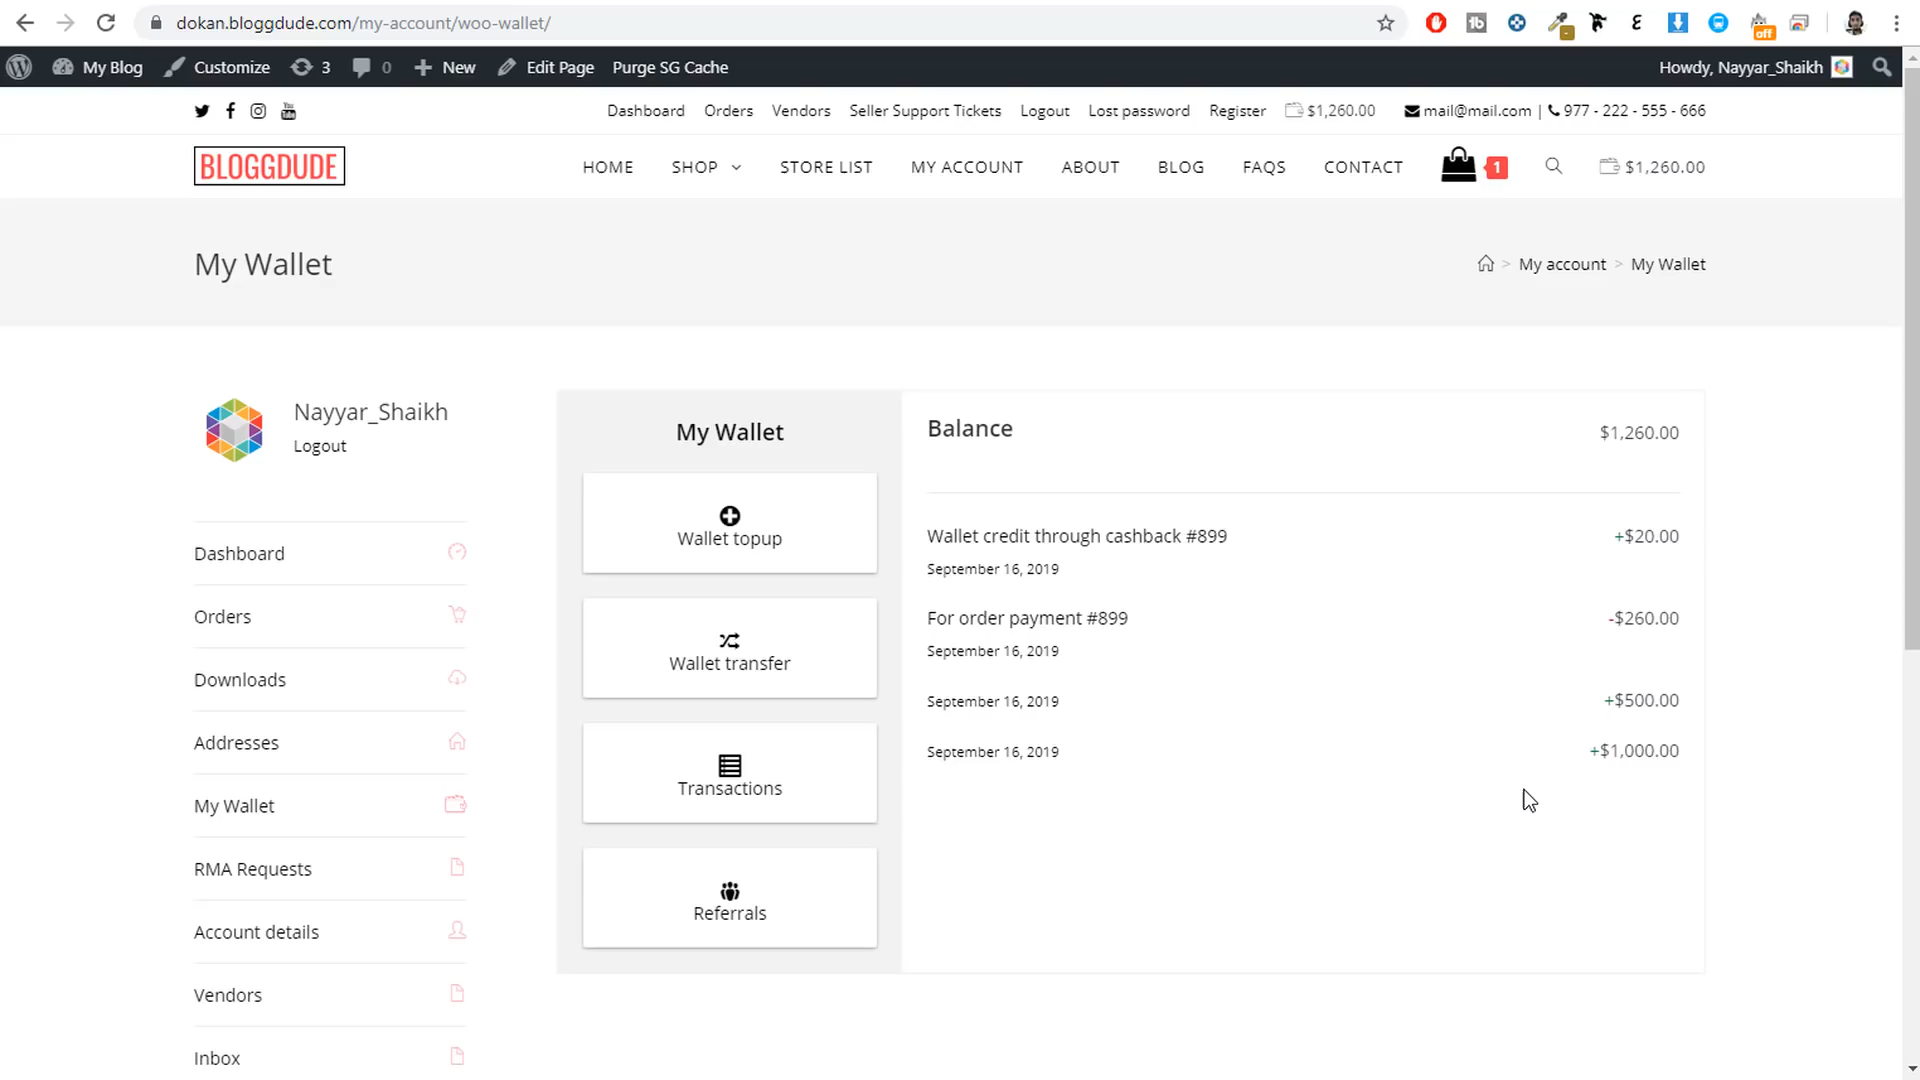 dokan.bloggdude.com/my-account/woo-wallet/
off
My Blog Customize 3 0 New Edit Page Purge SG Cache Howdy, Nayyar_Shaikh
Dashboard Orders Vendors Seller Support Tickets Logout Lost password Register $1,260.00 mail@mail.com | 977 - 222 - 555 - 666
BLOGGDUDE HOME SHOP STORE LIST MY ACCOUNT ABOUT BLOG FAQS CONTACT 1 $1,260.00
My Wallet
> My account > My Wallet
Nayyar_Shaikh
Logout
Dashboard
Orders
Downloads
Addresses
My Wallet
RMA Requests
Account details
Vendors
Inbox
My Wallet
Wallet topup
Wallet transfer
Transactions
Referrals
Balance $1,260.00
Wallet credit through cashback #899 +$20.00
September 16, 2019
For order payment #899 -$260.00
September 16, 2019
September 16, 2019 +$500.00
September 16, 2019 +$1,000.00